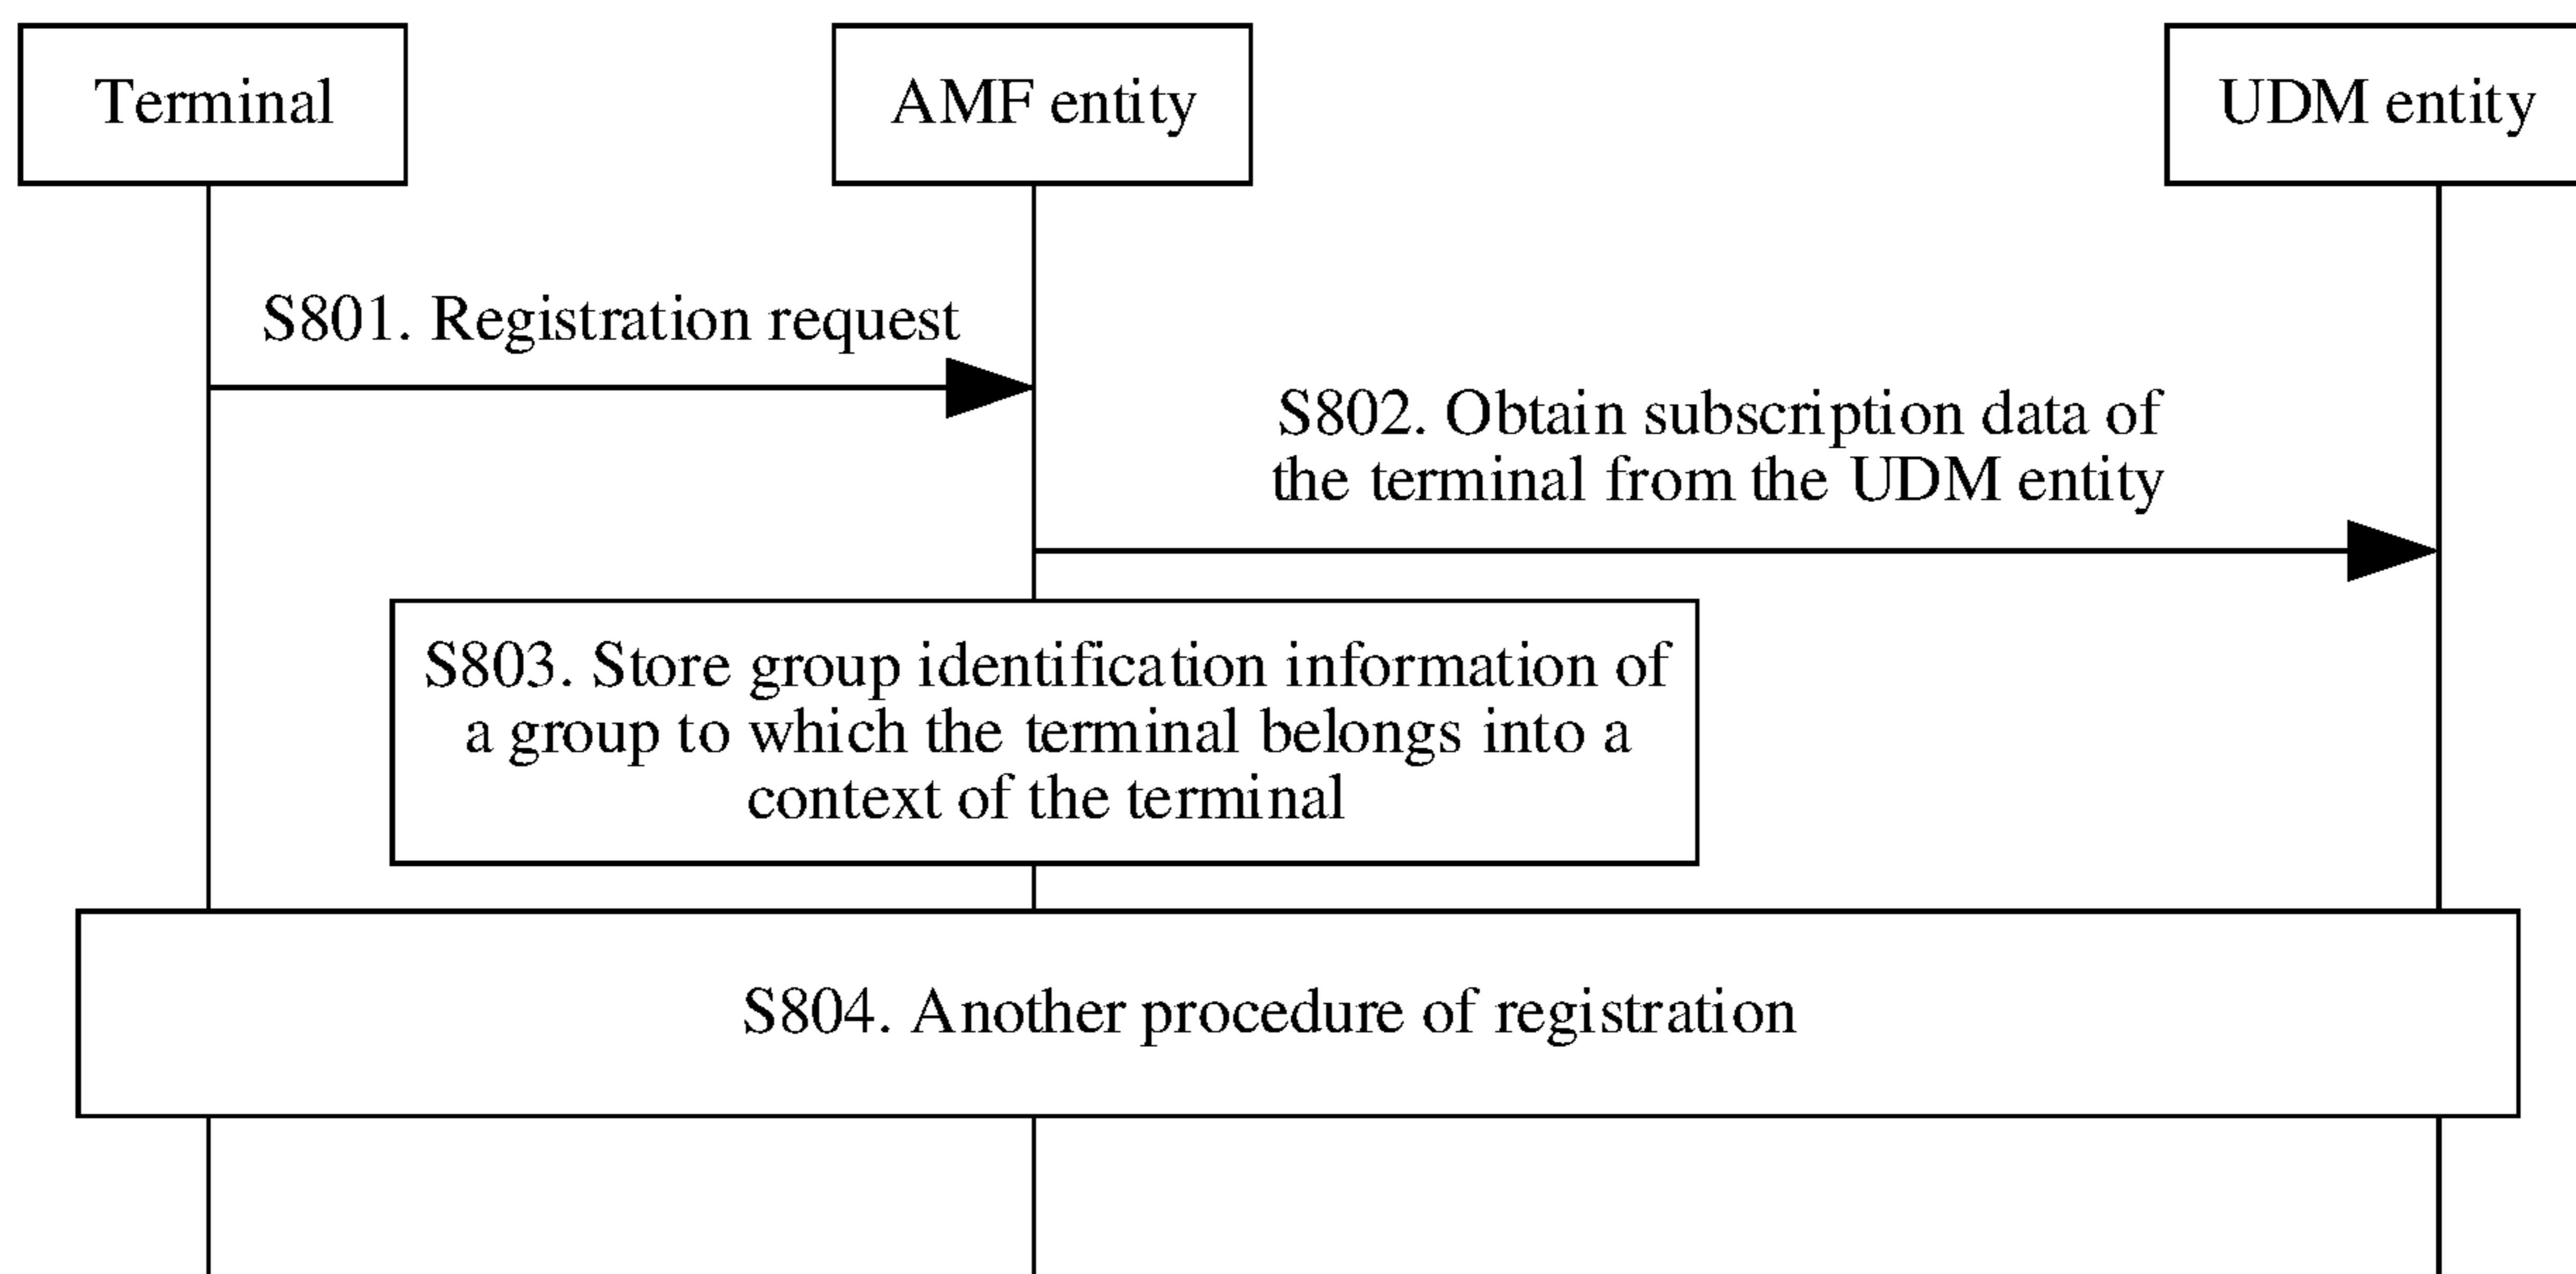 Terminal
AMF entity
UDM entity
S801. Registration request
S802. Obtain subscription data of
the terminal from the UDM entity
S803. Store group identification information of
a group to which the terminal belongs into a
context of the terminal
S804. Another procedure of registration